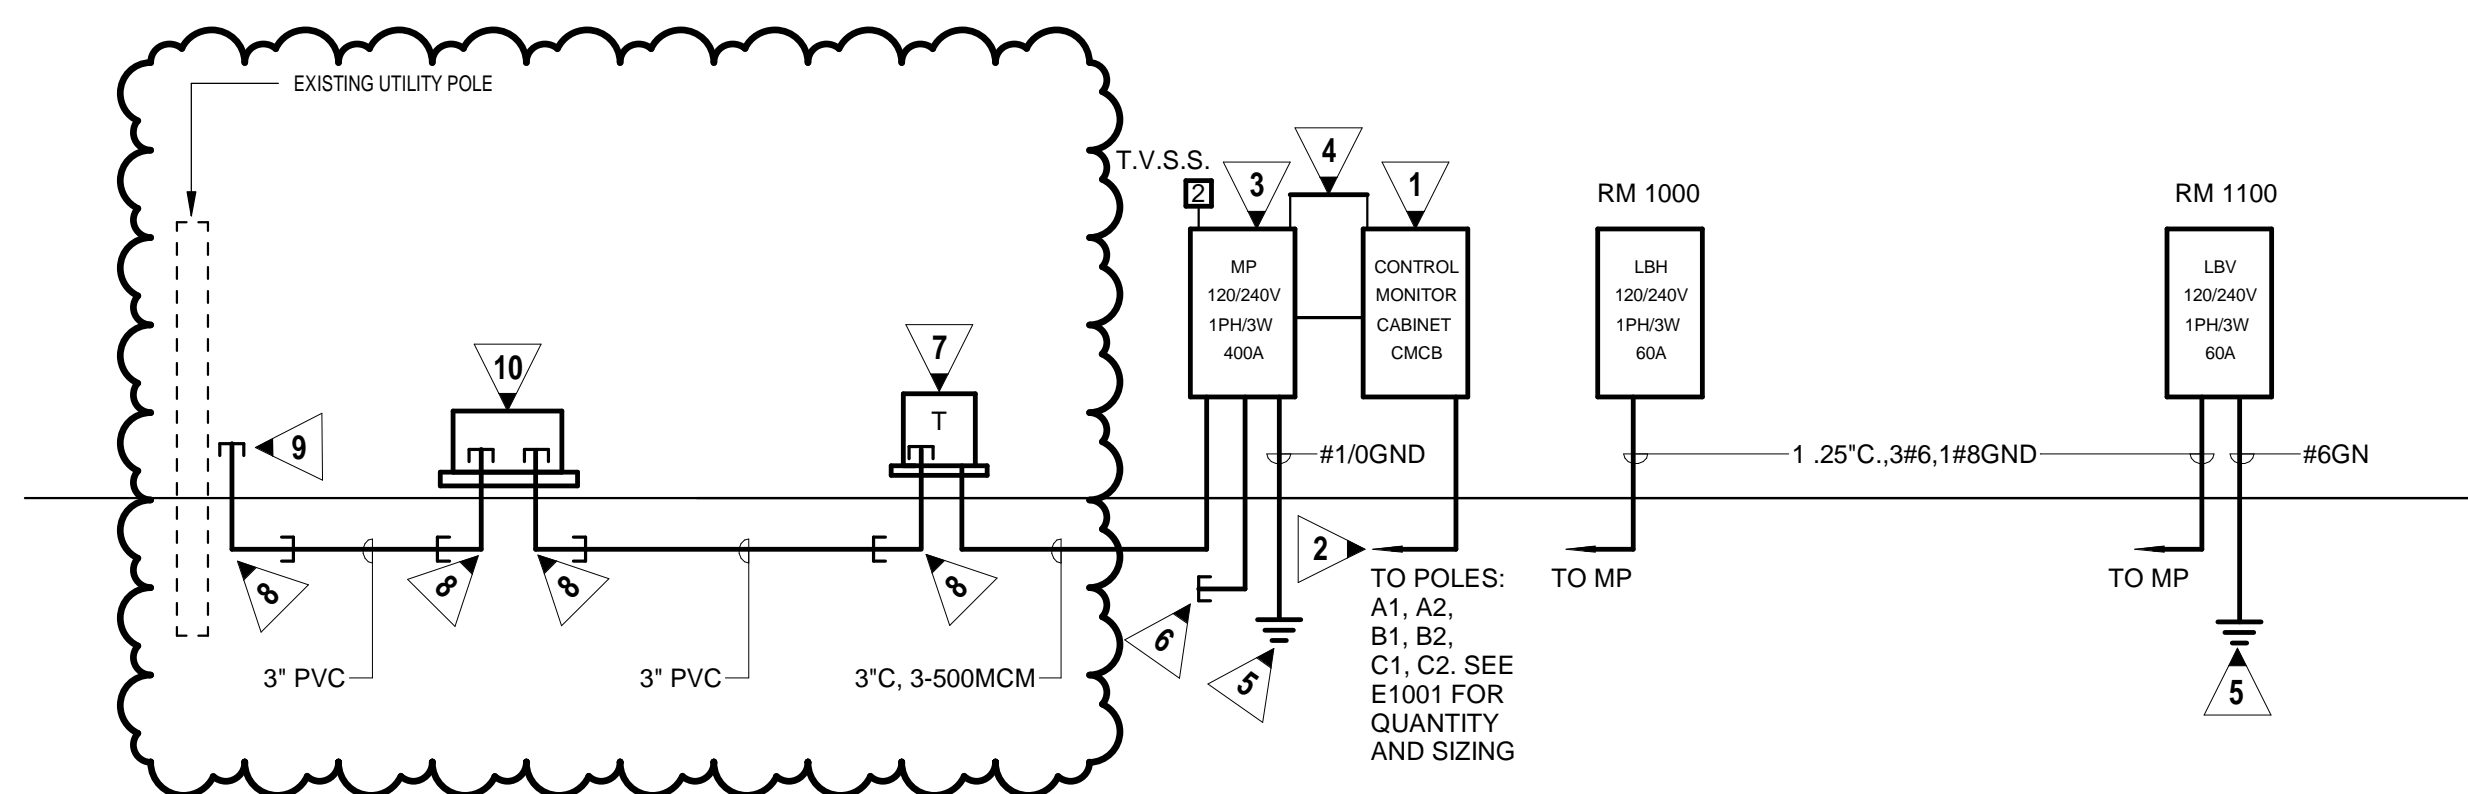 EXISTING UTILITY POLE
T.V.S.S.
2
3
4
1
RM 1000
RM 1100
MP
120/240V
1PH/3W
400A
CONTROL
MONITOR
CABINET
CMCB
LBH
120/240V
1PH/3W
60A
LBV
120/240V
1PH/3W
60A
10
7
T
9
#1/0GND
1 .25"C.,3#6,1#8GND
#6GN
8
8
8
8
2
6
5
5
3" PVC
3" PVC
3"C, 3-500MCM
TO POLES:
A1, A2,
B1, B2,
C1, C2. SEE
E1001 FOR
QUANTITY
AND SIZING
TO MP
TO MP